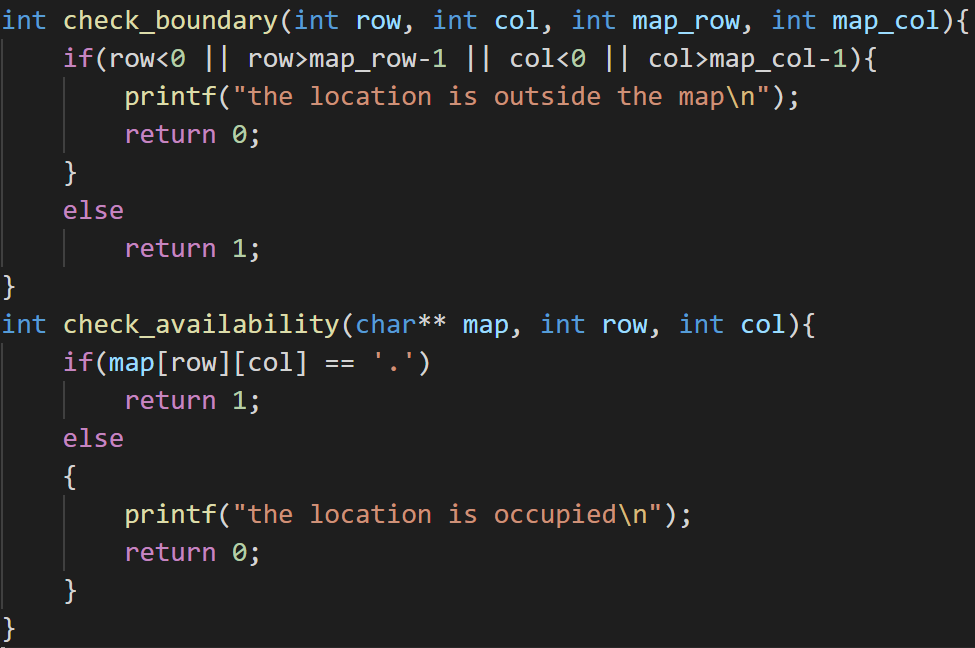 int check_boundary(int row, int col, int map_row, int map_col){
    if(row<0 || row>map_row-1 || col<0 || col>map_col-1){
        printf("the location is outside the map\n");
        return 0;
    }
    else
        return 1;
}
int check_availability(char** map, int row, int col){
    if(map[row][col] == '.')
        return 1;
    else
    {
        printf("the location is occupied\n");
        return 0;
    }
}